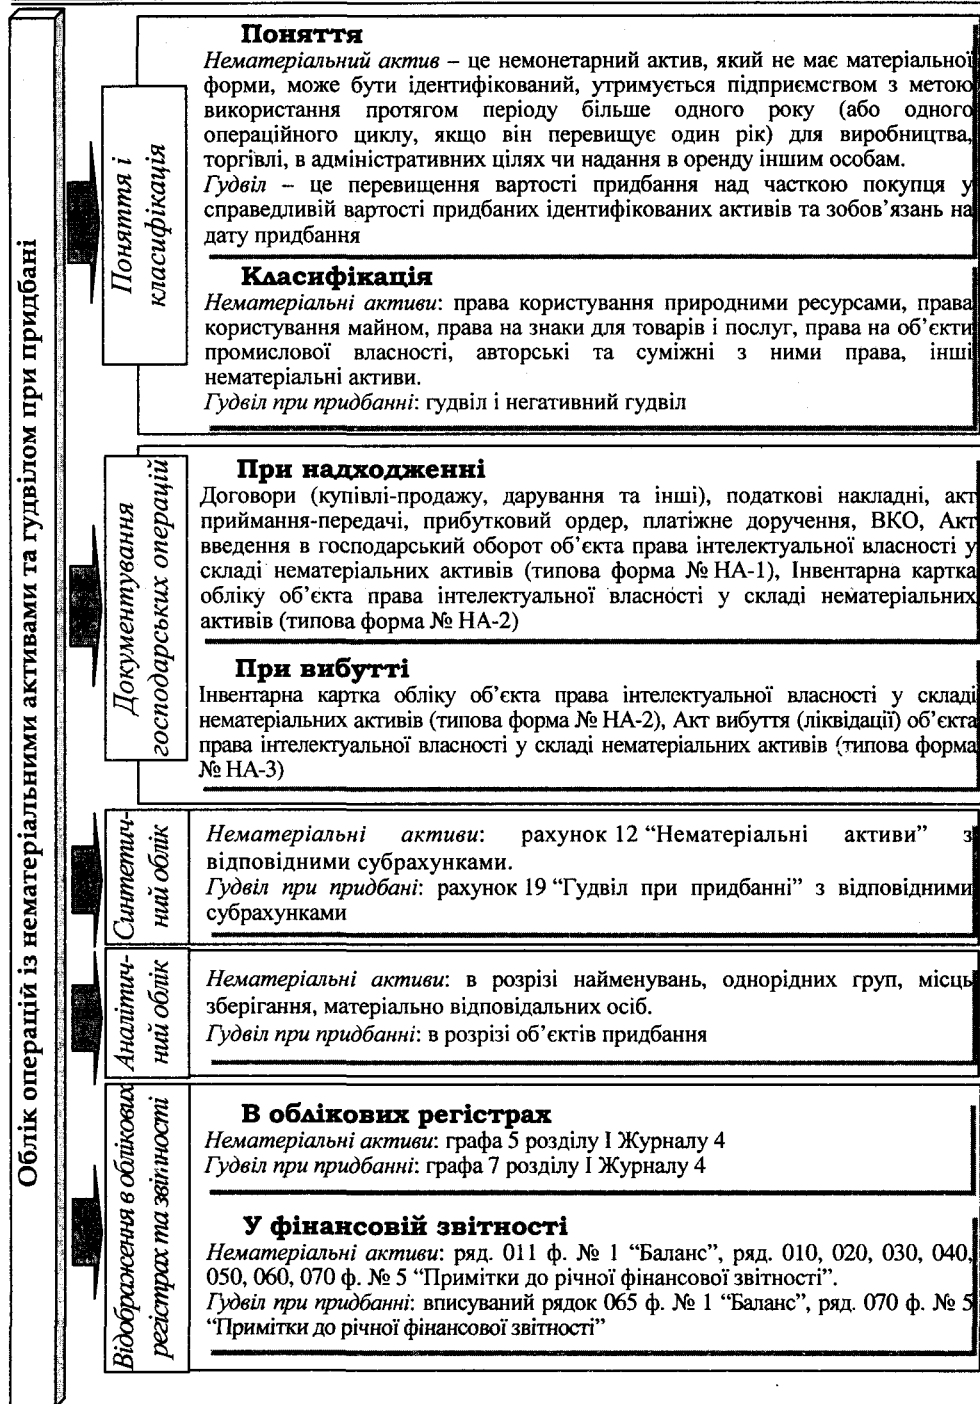 Облік операцій із нематеріальними активами та гудвілом при придбані
Поняття і
класифікація
Поняття
Нематеріальний актив – це немонетарний актив, який не має матеріальної
форми, може бути ідентифікований, утримується підприємством з метою
використання протягом періоду більше одного року (або одного
операційного циклу, якщо він перевищує один рік) для виробництва,
торгівлі, в адміністративних цілях чи надання в оренду іншим особам.
Гудвіл – це перевищення вартості придбання над часткою покупця у
справедливій вартості придбаних ідентифікованих активів та зобов’язань на
дату придбання
Класифікація
Нематеріальні активи: права користування природними ресурсами, права
користування майном, права на знаки для товарів і послуг, права на об’єкти
промислової власності, авторські та суміжні з ними права, інші
нематеріальні активи.
Гудвіл при придбанні: гудвіл і негативний гудвіл
Документування
господарських операцій
При надходженні
Договори (купівлі-продажу, дарування та інші), податкові накладні, акт
приймання-передачі, прибутковий ордер, платіжне доручення, ВКО, Акт
введення в господарський оборот об’єкта права інтелектуальної власності у
складі нематеріальних активів (типова форма № НА-1), Інвентарна картка
обліку об’єкта права інтелектуальної власності у складі нематеріальних
активів (типова форма № НА-2)
При вибутті
Інвентарна картка обліку об’єкта права інтелектуальної власності у складі
нематеріальних активів (типова форма № НА-2), Акт вибуття (ліквідації) об’єкта
права інтелектуальної власності у складі нематеріальних активів (типова форма
№ НА-3)
Синтетич-
ний облік
Нематеріальні активи: рахунок 12 “Нематеріальні активи” з
відповідними субрахунками.
Гудвіл при придбані: рахунок 19 “Гудвіл при придбанні” з відповідними
субрахунками
Аналітич-
ний облік
Нематеріальні активи: в розрізі найменувань, однорідних груп, місць
зберігання, матеріально відповідальних осіб.
Гудвіл при придбанні: в розрізі об’єктів придбання
Відображення в облікових
регістрах та звітності
В облікових регістрах
Нематеріальні активи: графа 5 розділу I Журналу 4
Гудвіл при придбанні: графа 7 розділу I Журналу 4
У фінансовій звітності
Нематеріальні активи: ряд. 011 ф. № 1 “Баланс”, ряд. 010, 020, 030, 040,
050, 060, 070 ф. № 5 “Примітки до річної фінансової звітності”.
Гудвіл при придбанні: вписуваний рядок 065 ф. № 1 “Баланс”, ряд. 070 ф. № 5
“Примітки до річної фінансової звітності”